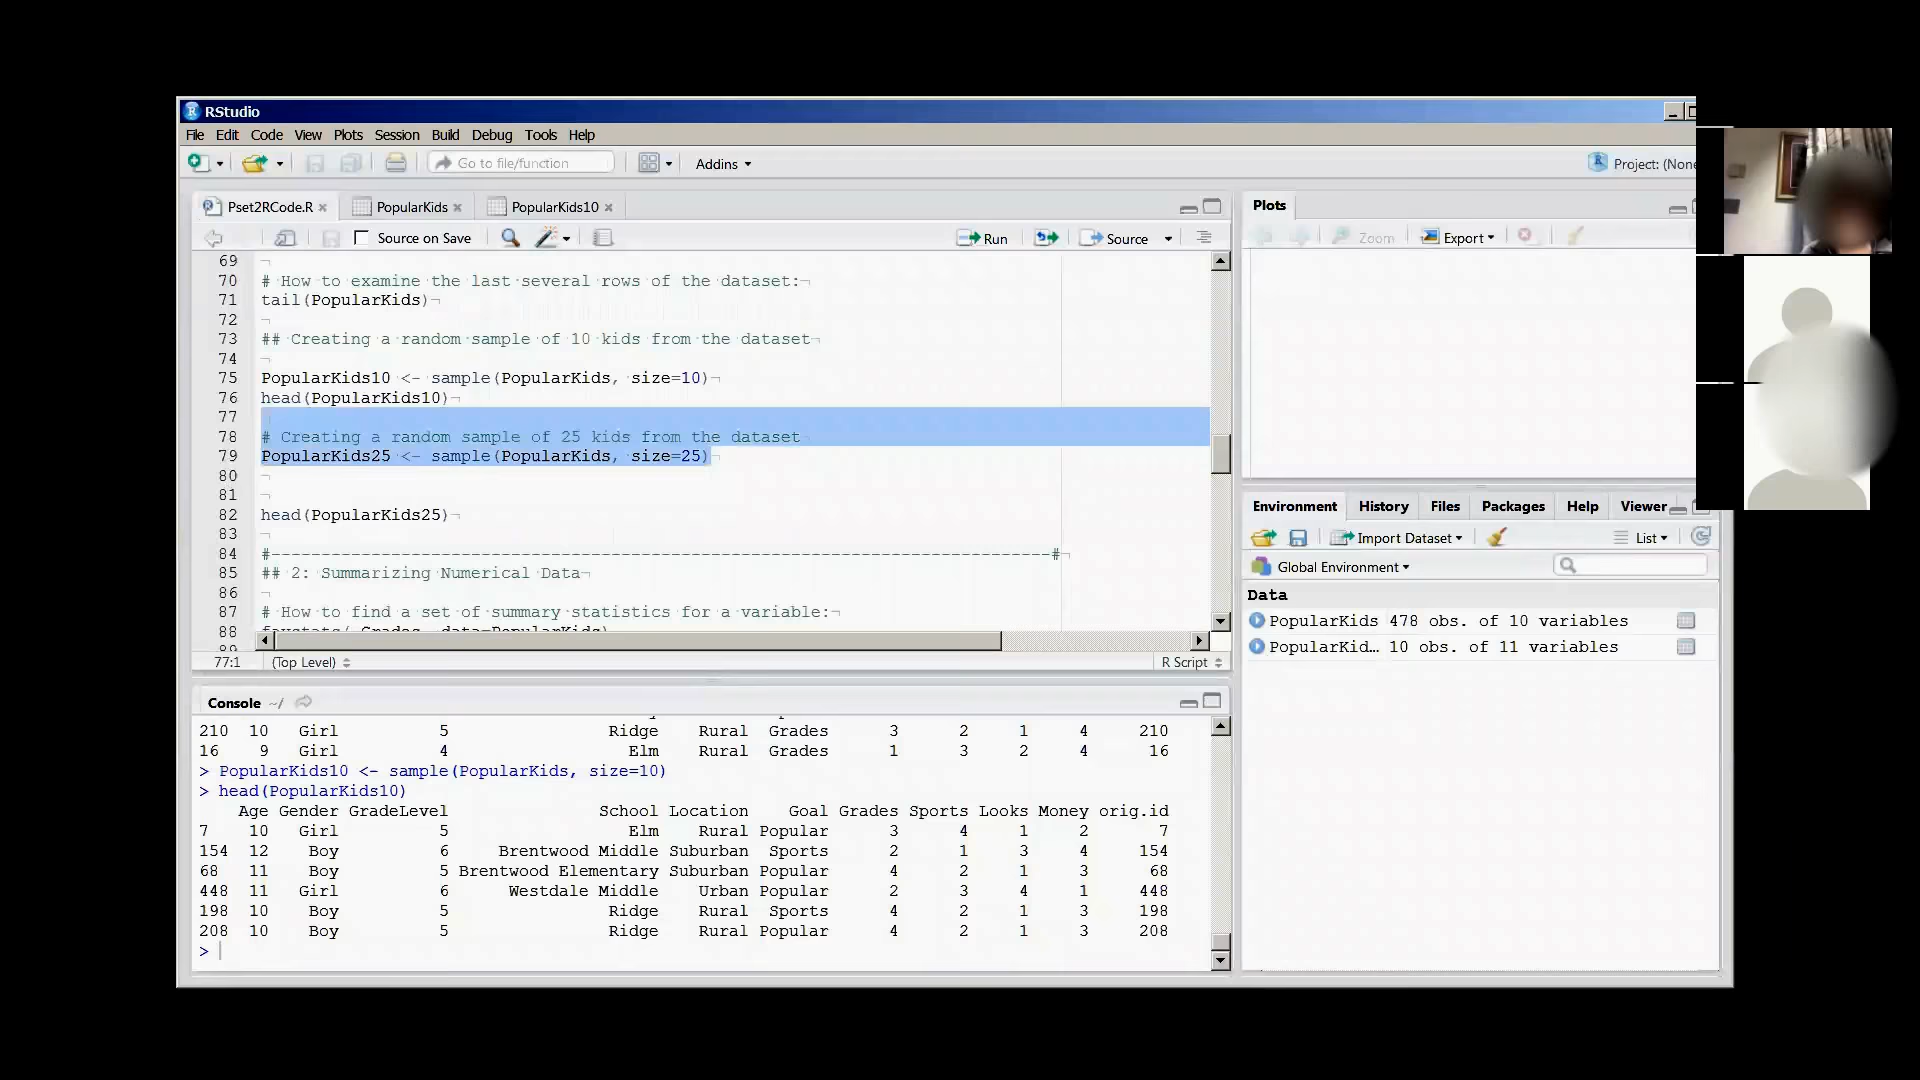 RStudio
File Edit Code View Plots Session Build Debug Tools Help
Go to file/function Addins Project: (None
Pset2RCode.R PopularKids PopularKids10
Source on Save Run Source
69
70 # How to examine the last several rows of the dataset:
71 tail(PopularKids)
72
73 ## Creating a random sample of 10 kids from the dataset
74
75 PopularKids10 <- sample(PopularKids, size=10)
76 head(PopularKids10)
77
78 # Creating a random sample of 25 kids from the dataset
79 PopularKids25 <- sample(PopularKids, size=25)
80
81
82 head(PopularKids25)
83
84 #------------------------------------------------------------------------------#
85 ## 2: Summarizing Numerical Data
86
87 # How to find a set of summary statistics for a variable:
88 favstats(~Grades, data=PopularKids)
89
77:1 (Top Level) R Script
Console ~/
210 10 Girl 5 Ridge Rural Grades 3 2 1 4 210
16 9 Girl 4 Elm Rural Grades 1 3 2 4 16
> PopularKids10 <- sample(PopularKids, size=10)
> head(PopularKids10)
Age Gender GradeLevel School Location Goal Grades Sports Looks Money orig.id
7 10 Girl 5 Elm Rural Popular 3 4 1 2 7
154 12 Boy 6 Brentwood Middle Suburban Sports 2 1 3 4 154
68 11 Boy 5 Brentwood Elementary Suburban Popular 4 2 1 3 68
448 11 Girl 6 Westdale Middle Urban Popular 2 3 4 1 448
198 10 Boy 5 Ridge Rural Sports 4 2 1 3 198
208 10 Boy 5 Ridge Rural Popular 4 2 1 3 208
>
Plots
Zoom Export
Environment History Files Packages Help Viewer
Import Dataset List
Global Environment
Data
PopularKids 478 obs. of 10 variables
PopularKid… 10 obs. of 11 variables